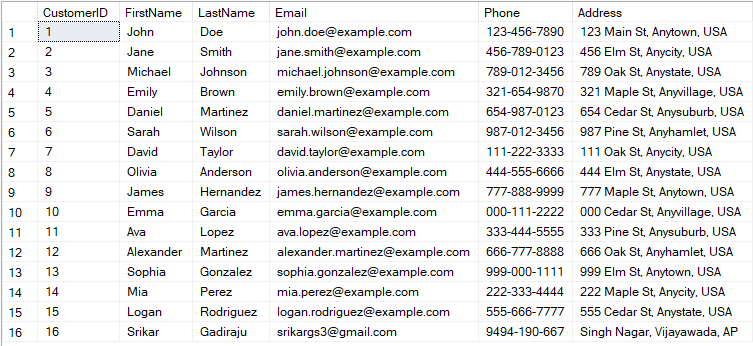 CustomerID FirstName LastName Email Phone Address
1 1 John Doe john.doe@example.com 123-456-7890 123 Main St, Anytown, USA
2 2 Jane Smith jane.smith@example.com 456-789-0123 456 Elm St, Anycity, USA
3 3 Michael Johnson michael.johnson@example.com 789-012-3456 789 Oak St, Anystate, USA
4 4 Emily Brown emily.brown@example.com 321-654-9870 321 Maple St, Anyvillage, USA
5 5 Daniel Martinez daniel.martinez@example.com 654-987-0123 654 Cedar St, Anysuburb, USA
6 6 Sarah Wilson sarah.wilson@example.com 987-012-3456 987 Pine St, Anyhamlet, USA
7 7 David Taylor david.taylor@example.com 111-222-3333 111 Oak St, Anycity, USA
8 8 Olivia Anderson olivia.anderson@example.com 444-555-6666 444 Elm St, Anystate, USA
9 9 James Hernandez james.hernandez@example.com 777-888-9999 777 Maple St, Anytown, USA
10 10 Emma Garcia emma.garcia@example.com 000-111-2222 000 Cedar St, Anyvillage, USA
11 11 Ava Lopez ava.lopez@example.com 333-444-5555 333 Pine St, Anysuburb, USA
12 12 Alexander Martinez alexander.martinez@example.com 666-777-8888 666 Oak St, Anyhamlet, USA
13 13 Sophia Gonzalez sophia.gonzalez@example.com 999-000-1111 999 Elm St, Anytown, USA
14 14 Mia Perez mia.perez@example.com 222-333-4444 222 Maple St, Anycity, USA
15 15 Logan Rodriguez logan.rodriguez@example.com 555-666-7777 555 Cedar St, Anystate, USA
16 16 Srikar Gadiraju srikargs3@gmail.com 9494-190-667 Singh Nagar, Vijayawada, AP